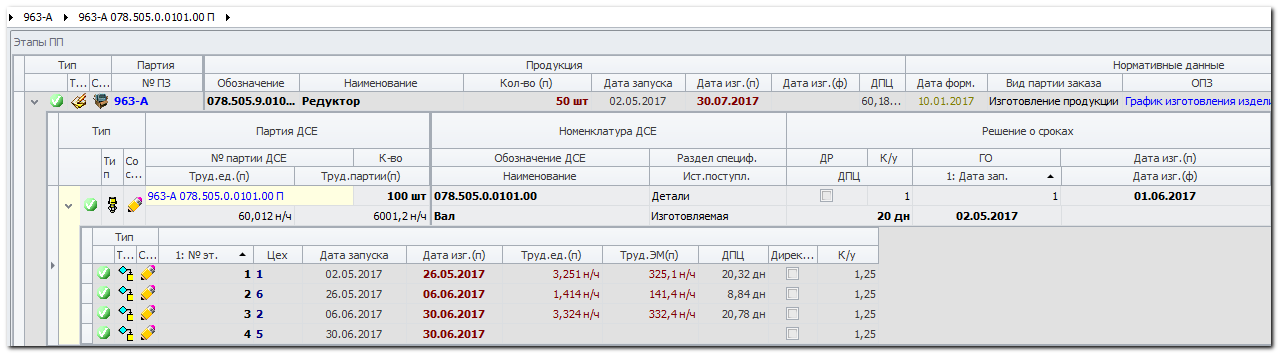 963-А 963-А 078.505.0.0101.00 П
Этапы ПП
Тип Партия Продукция Нормативные данные
Т... С... № ПЗ Обозначение Наименование Кол-во (п) Дата запуска Дата изг.(п) Дата изг.(ф) ДПЦ Дата форм. Вид партии заказа ОПЗ
963-А 078.505.9.010... Редуктор 50 шт 02.05.2017 30.07.2017 60,18... 10.01.2017 Изготовление продукции График изготовления издели
Тип Партия ДСЕ Номенклатура ДСЕ Решение о сроках
Ти п Со с... № партии ДСЕ К-во Обозначение ДСЕ Раздел специф. ДР К/у ГО Дата изг.(п)
Труд.ед.(п) Труд.партии(п) Наименование Ист.поступл. ДПЦ 1: Дата зап. Дата изг.(ф)
963-А 078.505.0.0101.00 П 100 шт 078.505.0.0101.00 Детали 1 1 01.06.2017
60,012 н/ч 6001,2 н/ч Вал Изготовляемая 20 дн 02.05.2017
Тип
Т... С... 1: № эт. Цех Дата запуска Дата изг.(п) Труд.ед.(п) Труд.ЭМ(п) ДПЦ Дирек... К/у
1 1 02.05.2017 26.05.2017 3,251 н/ч 325,1 н/ч 20,32 дн 1,25
2 6 26.05.2017 06.06.2017 1,414 н/ч 141,4 н/ч 8,84 дн 1,25
3 2 06.06.2017 30.06.2017 3,324 н/ч 332,4 н/ч 20,78 дн 1,25
4 5 30.06.2017 30.06.2017 1,25